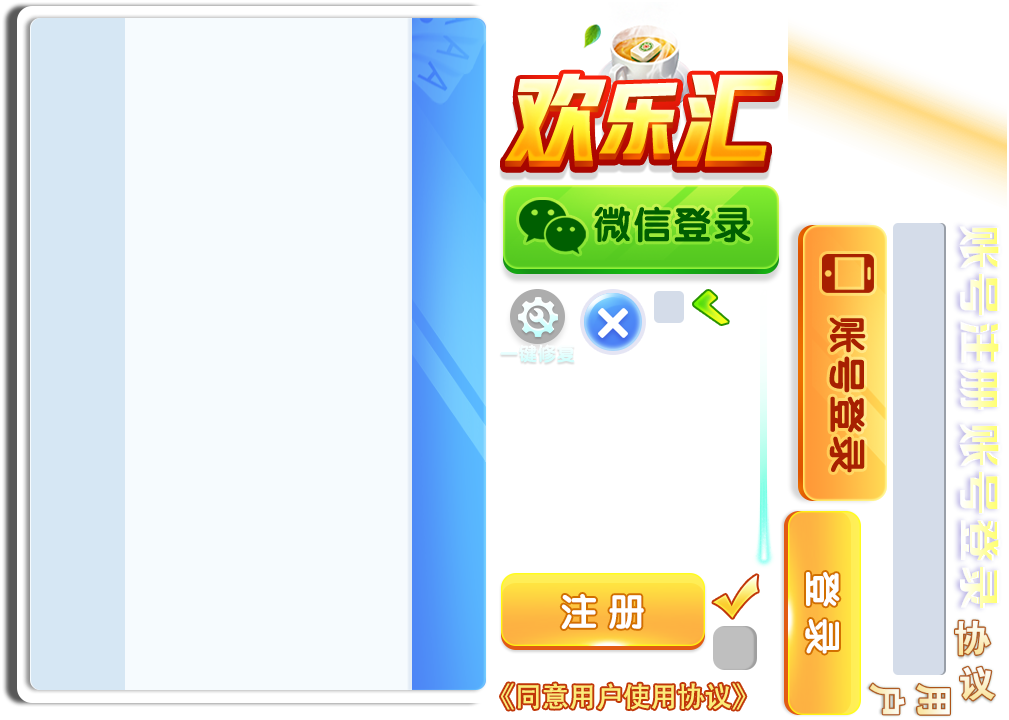 欢乐汇
微信登录
一键修复
注册
《同意用户使用协议》
账号登录
登录
账号注册
账号登录
用户
协议